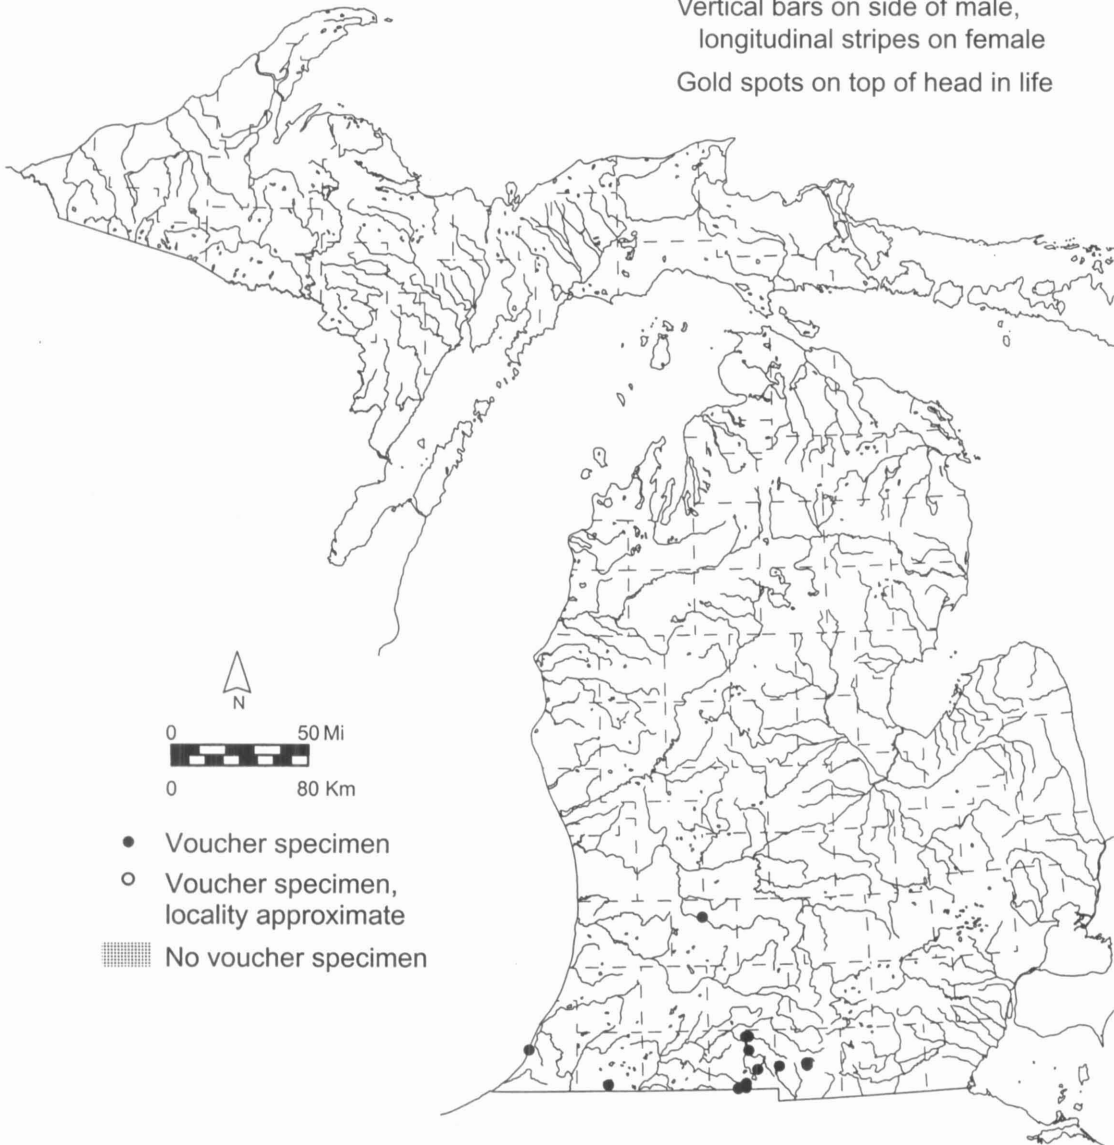 Vertical bars on side of male,
longitudinal stripes on female
Gold spots on top of head in life
N
0 50 Mi
0 80 Km
Voucher specimen
Voucher specimen,
locality approximate
No voucher specimen